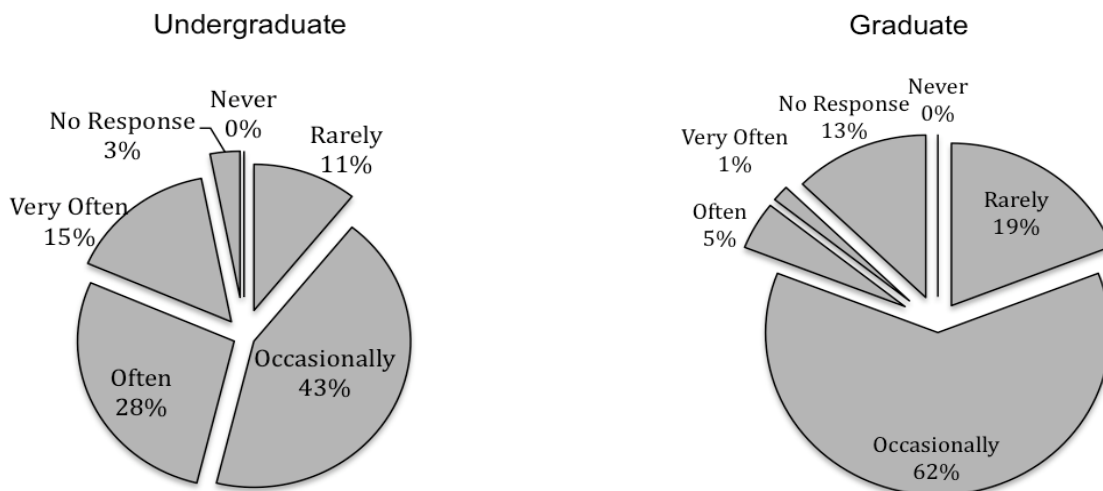 Undergraduate
Never
0%
No Response
3%
Rarely
11%
Very Often
15%
Occasionally
43%
Often
28%
Graduate
Never
0%
No Response
13%
Very Often
1%
Rarely
19%
Often
5%
Occasionally
62%